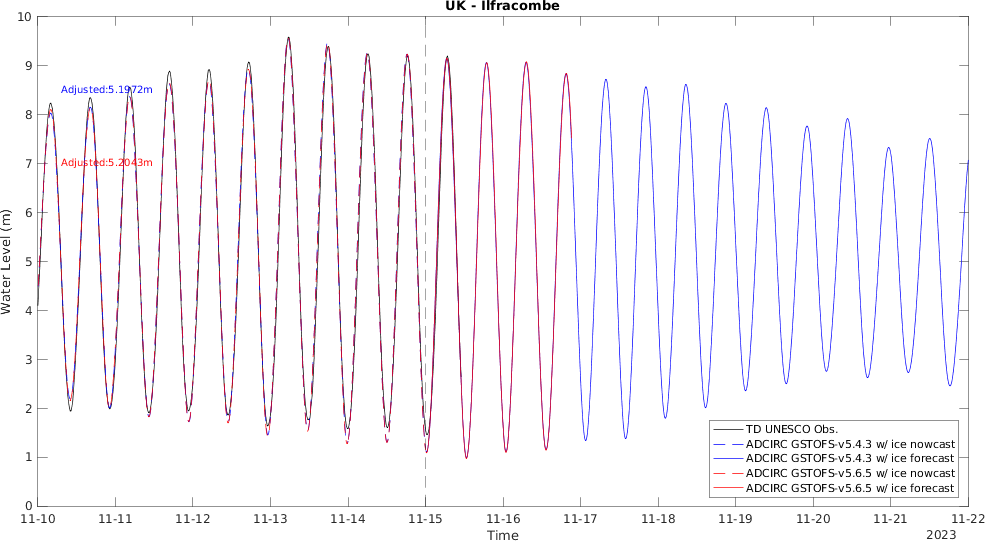 UK - Ilfracombe
10
9
8
7
6
5
4
3
2
1
0
Water Level (m)
Adjusted:5.1972m
Adjusted:5.2043m
TD UNESCO Obs.
ADCIRC GSTOFS-v5.4.3 w/ ice nowcast
ADCIRC GSTOFS-v5.4.3 w/ ice forecast
ADCIRC GSTOFS-v5.6.5 w/ ice nowcast
ADCIRC GSTOFS-v5.6.5 w/ ice forecast
11-10 11-11 11-12 11-13 11-14 11-15 11-16 11-17 11-18 11-19 11-20 11-21 11-22
Time
2023